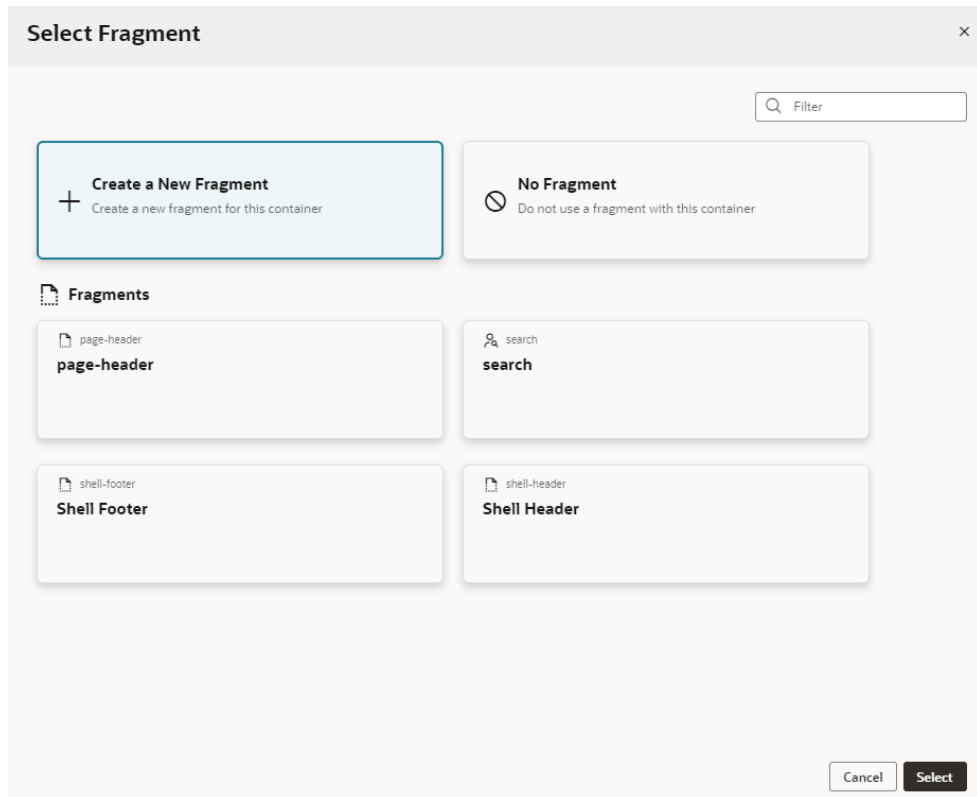 Select Fragment
Filter
Create a New Fragment
Create a new fragment for this container
No Fragment
Do not use a fragment with this container
Fragments
page-header
page-header
search
search
shell-footer
Shell Footer
shell-header
Shell Header
Cancel
Select